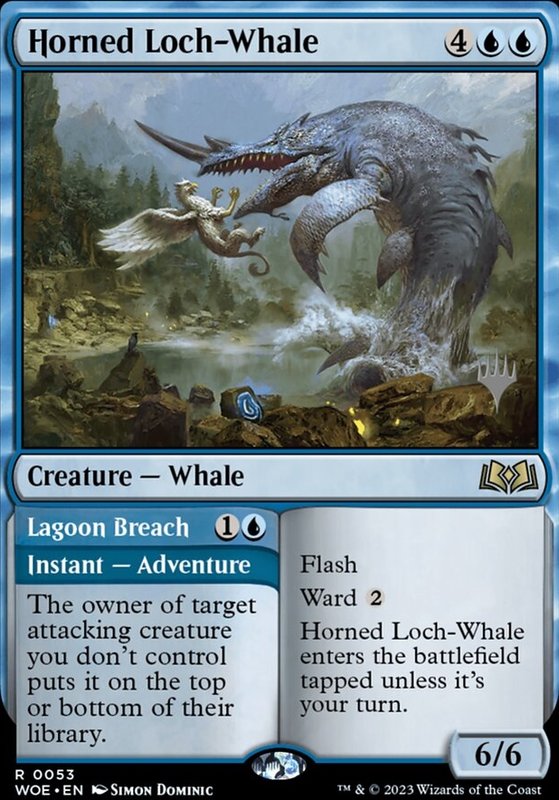 Horned Loch-Whale 4
Creature — Whale
Lagoon Breach 1
Instant — Adventure
The owner of target
attacking creature
you don't control
puts it on the top
or bottom of their
library.
Flash
Ward 2
Horned Loch-Whale
enters the battlefield
tapped unless it's
your turn.
6/6
R 0053
WOE • EN Simon Dominic
™ & © 2023 Wizards of the Coast